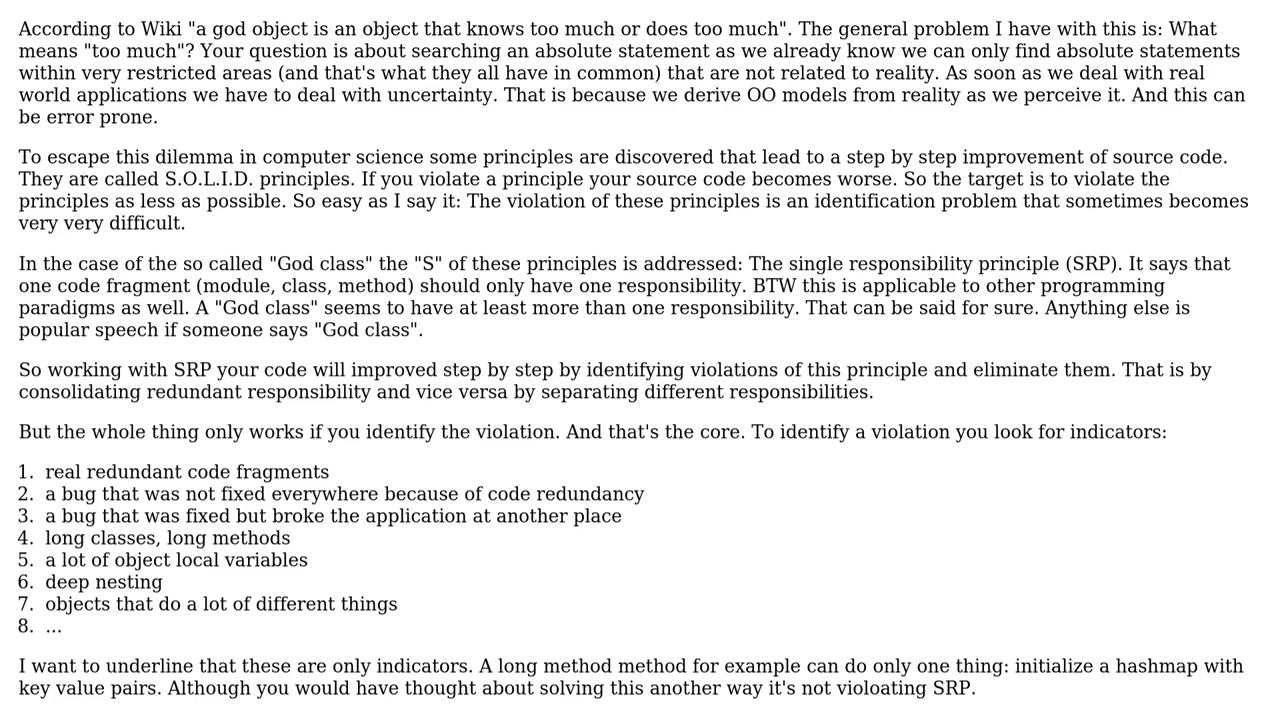 According to Wiki "a god object is an object that knows too much or does too much". The general problem I have with this is: What
means "too much"? Your question is about searching an absolute statement as we already know we can only find absolute statements
within very restricted areas (and that's what they all have in common) that are not related to reality. As soon as we deal with real
world applications we have to deal with uncertainty. That is because we derive OO models from reality as we perceive it. And this can
be error prone.
To escape this dilemma in computer science some principles are discovered that lead to a step by step improvement of source code.
They are called S.O.L.I.D. principles. If you violate a principle your source code becomes worse. So the target is to violate the
principles as less as possible. So easy as I say it: The violation of these principles is an identification problem that sometimes becomes
very very difficult.
In the case of the so called "God class" the "S" of these principles is addressed: The single responsibility principle (SRP). It says that
one code fragment (module, class, method) should only have one responsibility. BTW this is applicable to other programming
paradigms as well. A "God class" seems to have at least more than one responsibility. That can be said for sure. Anything else is
popular speech if someone says "God class".
So working with SRP your code will improved step by step by identifying violations of this principle and eliminate them. That is by
consolidating redundant responsibility and vice versa by separating different responsibilities.
But the whole thing only works if you identify the violation. And that's the core. To identify a violation you look for indicators:
1. real redundant code fragments
2. a bug that was not fixed everywhere because of code redundancy
3. a bug that was fixed but broke the application at another place
4. long classes, long methods
5. a lot of object local variables
6. deep nesting
7. objects that do a lot of different things
8. ...
I want to underline that these are only indicators. A long method method for example can do only one thing: initialize a hashmap with
key value pairs. Although you would have thought about solving this another way it's not violoating SRP.